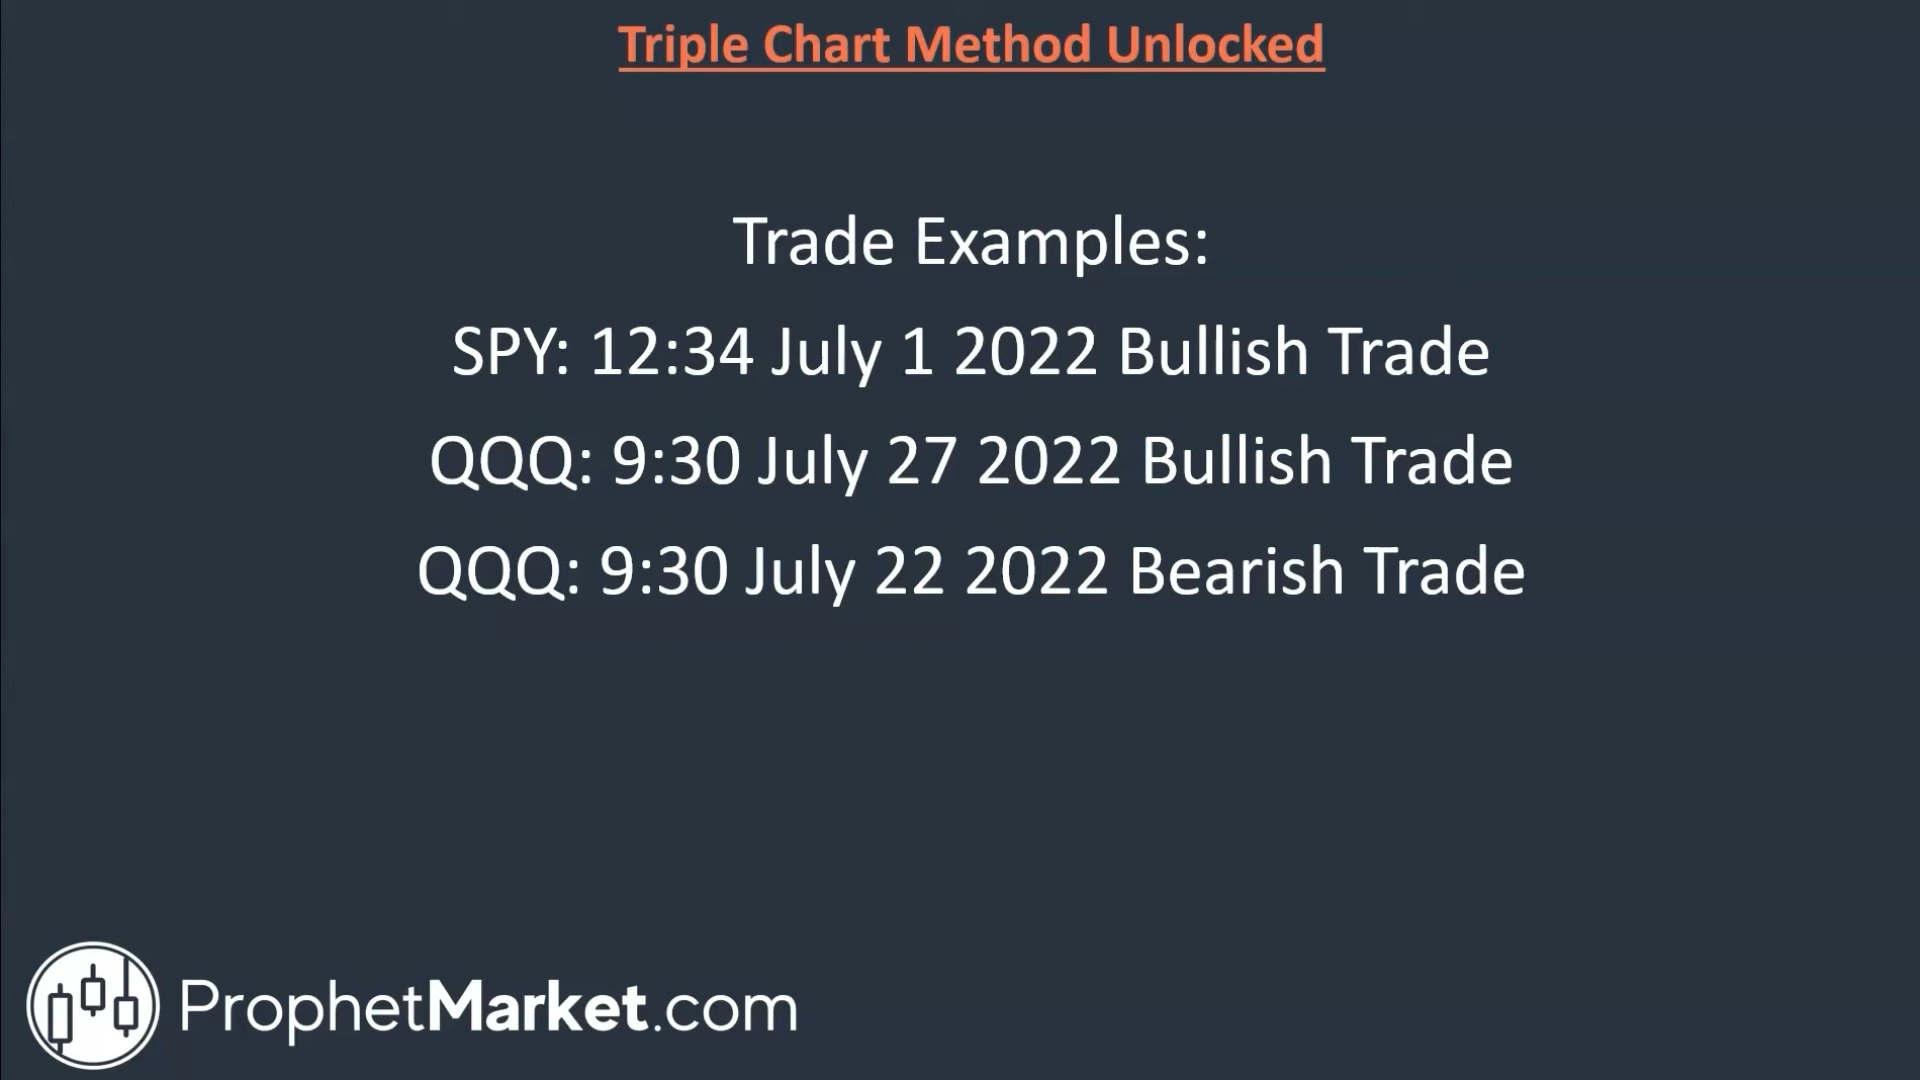 Triple Chart Method Unlocked
Trade Examples:
SPY: 12:34 July 1 2022 Bullish Trade
QQQ: 9:30 July 27 2022 Bullish Trade
QQQ: 9:30 July 22 2022 Bearish Trade
ProphetMarket.com